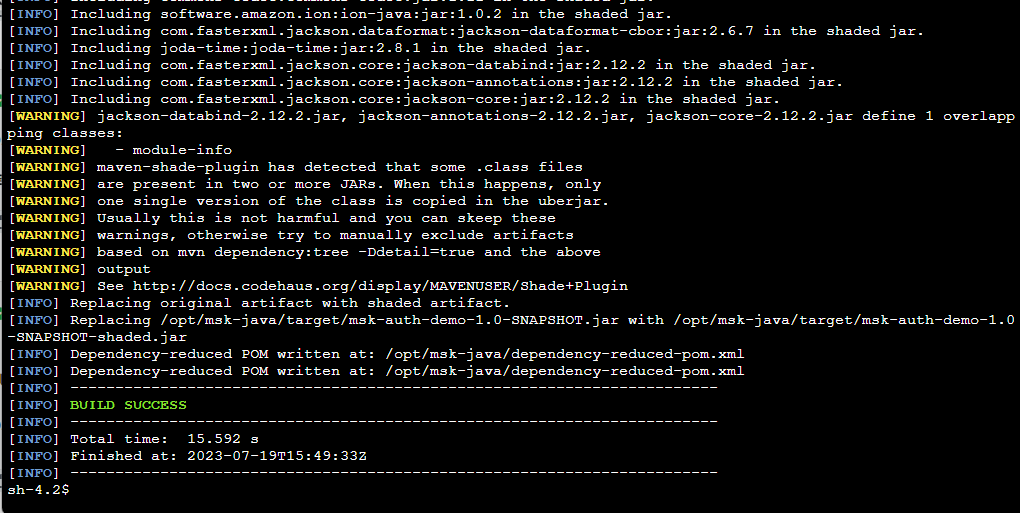 [INFO] Including software.amazon.ion:ion-java:jar:1.0.2 in the shaded jar.
[INFO] Including com.fasterxml.jackson.dataformat:jackson-dataformat-cbor:jar:2.6.7 in the shaded jar.
[INFO] Including joda-time:joda-time:jar:2.8.1 in the shaded jar.
[INFO] Including com.fasterxml.jackson.core:jackson-databind:jar:2.12.2 in the shaded jar.
[INFO] Including com.fasterxml.jackson.core:jackson-annotations:jar:2.12.2 in the shaded jar.
[INFO] Including com.fasterxml.jackson.core:jackson-core:jar:2.12.2 in the shaded jar.
[WARNING] jackson-databind-2.12.2.jar, jackson-annotations-2.12.2.jar, jackson-core-2.12.2.jar define 1 overlapp
ping classes:
[WARNING]   - module-info
[WARNING] maven-shade-plugin has detected that some .class files
[WARNING] are present in two or more JARs. When this happens, only
[WARNING] one single version of the class is copied in the uberjar.
[WARNING] Usually this is not harmful and you can skeep these
[WARNING] warnings, otherwise try to manually exclude artifacts
[WARNING] based on mvn dependency:tree -Ddetail=true and the above
[WARNING] output
[WARNING] See http://docs.codehaus.org/display/MAVENUSER/Shade+Plugin
[INFO] Replacing original artifact with shaded artifact.
[INFO] Replacing /opt/msk-java/target/msk-auth-demo-1.0-SNAPSHOT.jar with /opt/msk-java/target/msk-auth-demo-1.0
-SNAPSHOT-shaded.jar
[INFO] Dependency-reduced POM written at: /opt/msk-java/dependency-reduced-pom.xml
[INFO] Dependency-reduced POM written at: /opt/msk-java/dependency-reduced-pom.xml
[INFO] ------------------------------------------------------------------------
[INFO] BUILD SUCCESS
[INFO] ------------------------------------------------------------------------
[INFO] Total time:  15.592 s
[INFO] Finished at: 2023-07-19T15:49:33Z
[INFO] ------------------------------------------------------------------------
sh-4.2$